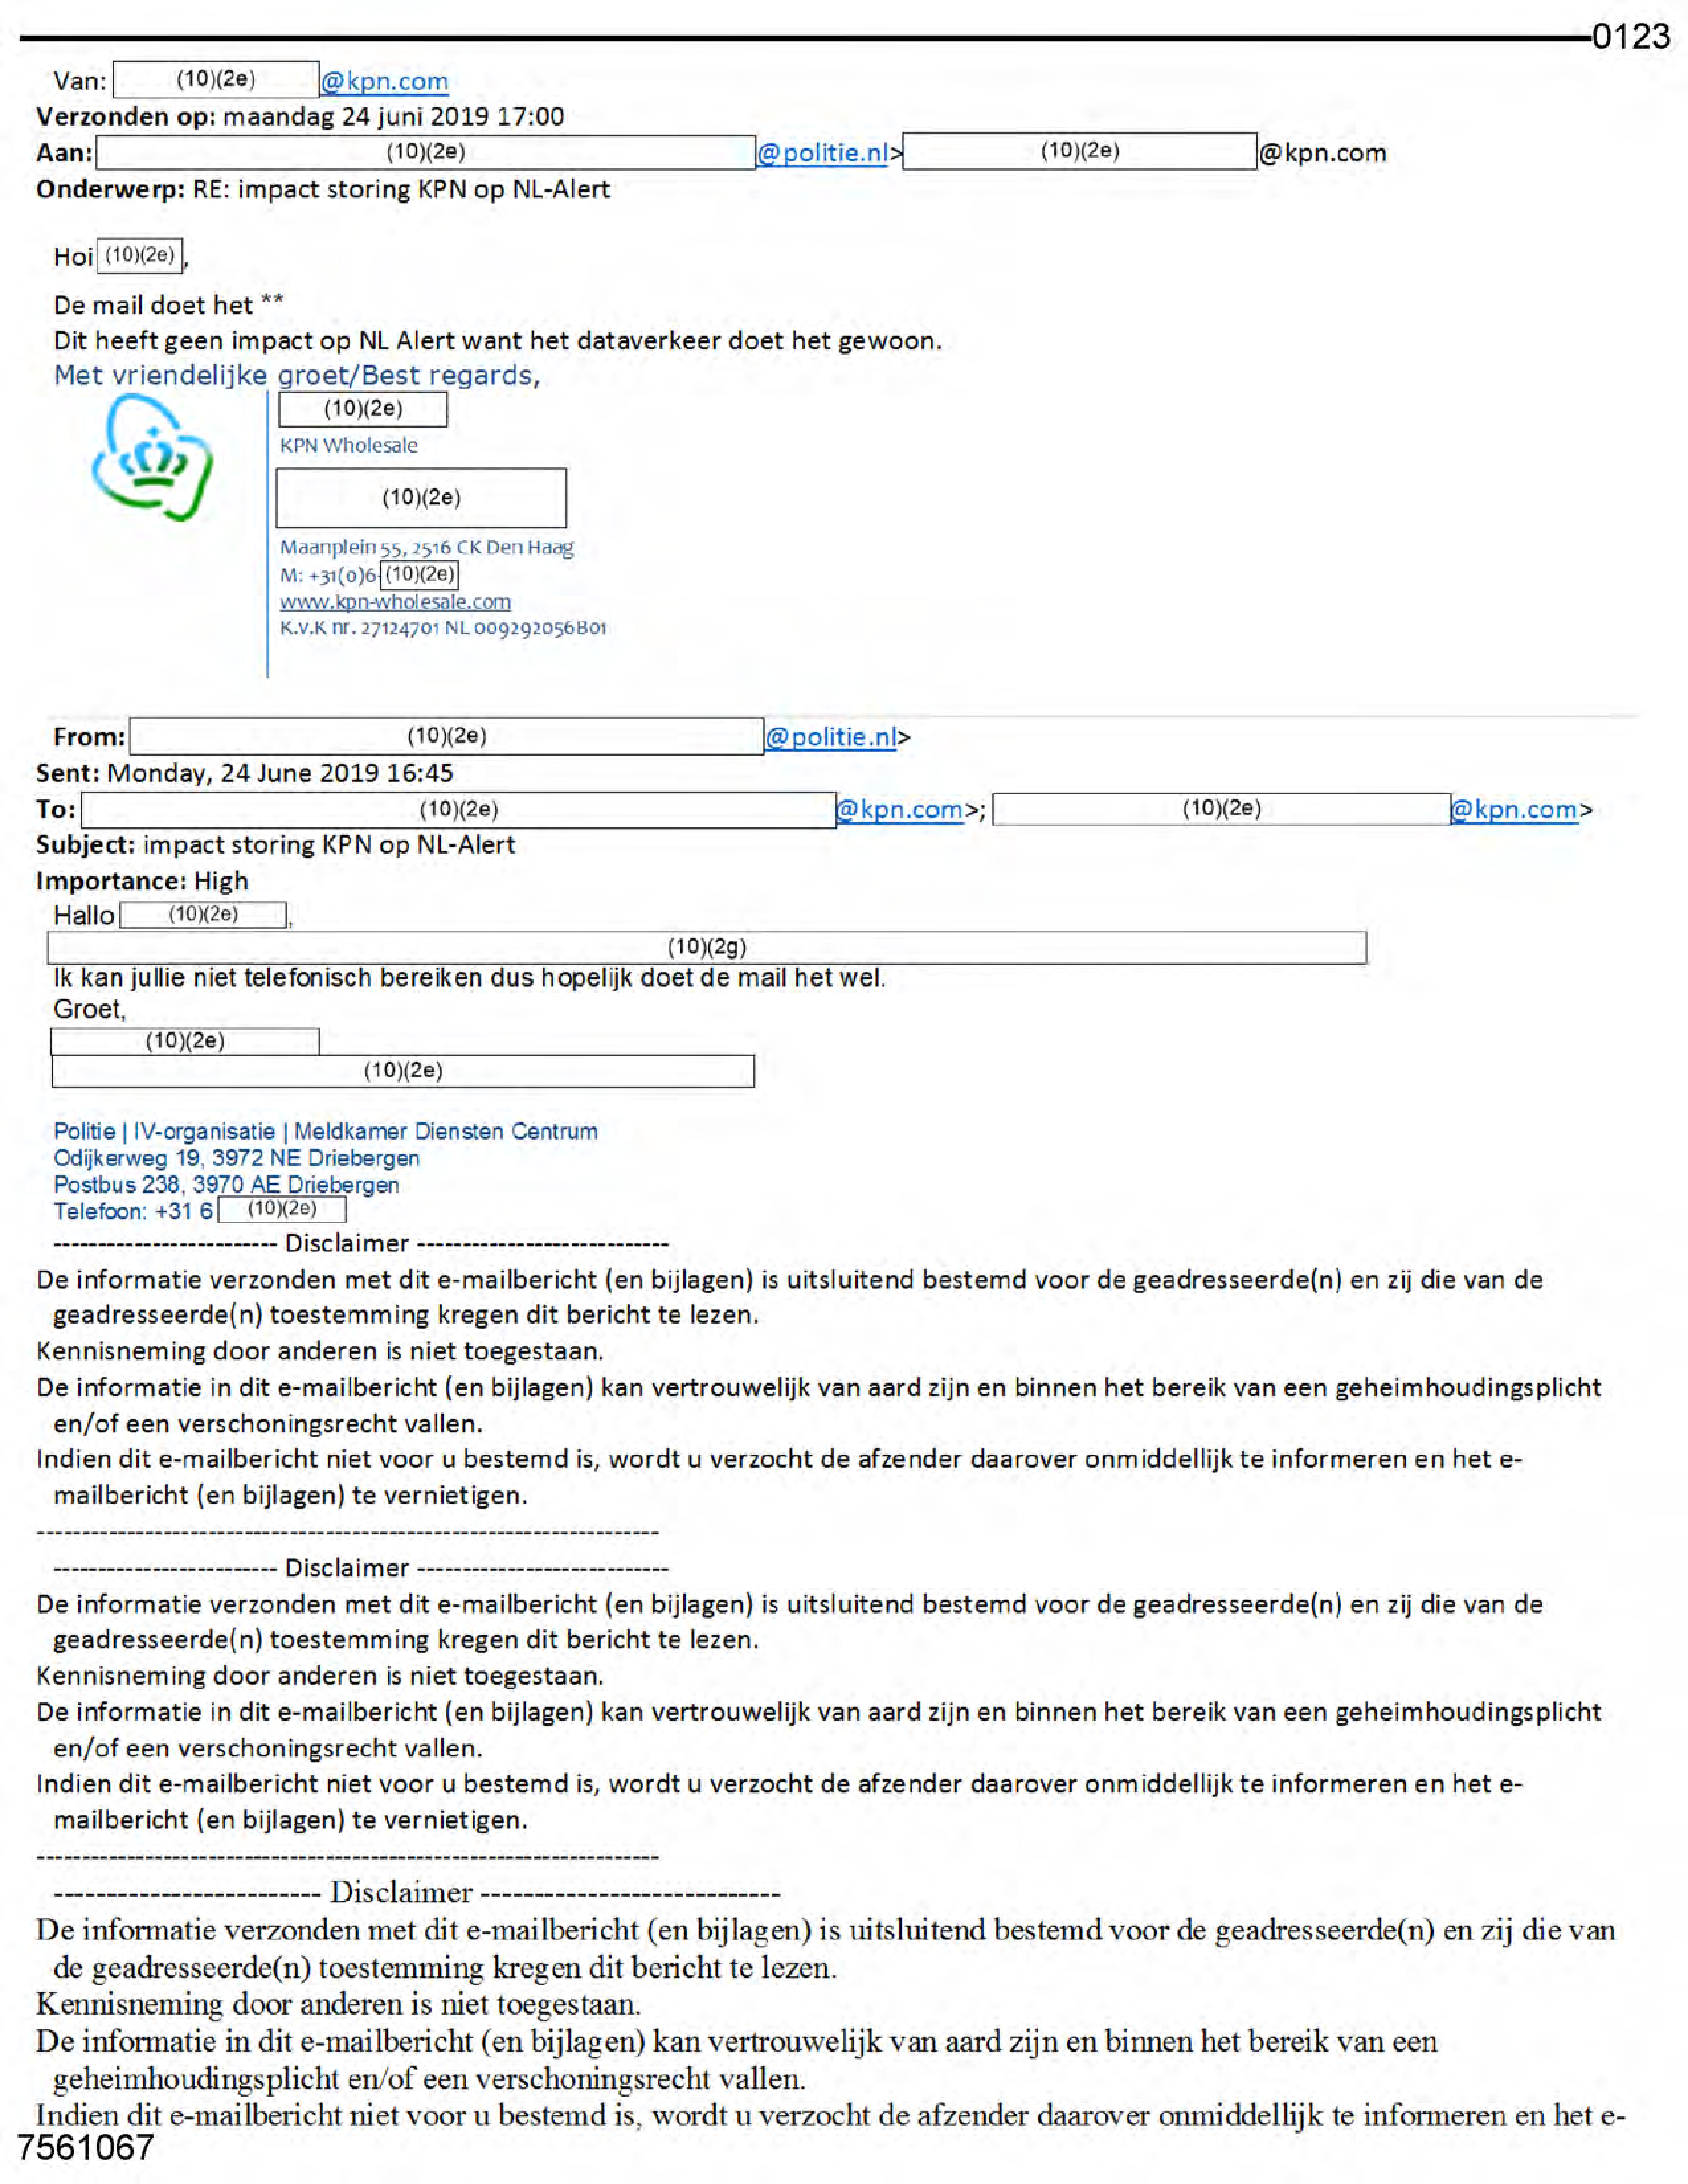 0123
Van: (10)(2e) @kpn.com
Verzonden op: maandag 24 juni 2019 17:00
Aan: (10)(2e) @politie.nl> (10)(2e) @kpn.com
Onderwerp: RE: impact storing KPN op NL-Alert
Hoi (10)(2e),
De mail doet het **
Dit heeft geen impact op NL Alert want het dataverkeer doet het gewoon.
Met vriendelijke groet/Best regards,
(10)(2e)
KPN Wholesale
(10)(2e)
Maanplein 55, 2516 CK Den Haag
M: +31(0)6 (10)(2e)
www.kpn-wholesale.com
K.v.K nr. 27124701 NL 009292056B01
From: (10)(2e) @politie.nl>
Sent: Monday, 24 June 2019 16:45
To: (10)(2e) @kpn.com>; (10)(2e) @kpn.com>
Subject: impact storing KPN op NL-Alert
Importance: High
Hallo (10)(2e),
(10)(2g)
Ik kan jullie niet telefonisch bereiken dus hopelijk doet de mail het wel.
Groet,
(10)(2e)
(10)(2e)
Politie | IV-organisatie | Meldkamer Diensten Centrum
Odijkerweg 19, 3972 NE Driebergen
Postbus 238, 3970 AE Driebergen
Telefoon: +31 6 (10)(2e)
------------------------- Disclaimer ----------------------------
De informatie verzonden met dit e-mailbericht (en bijlagen) is uitsluitend bestemd voor de geadresseerde(n) en zij die van de
geadresseerde(n) toestemming kregen dit bericht te lezen.
Kennisneming door anderen is niet toegestaan.
De informatie in dit e-mailbericht (en bijlagen) kan vertrouwelijk van aard zijn en binnen het bereik van een geheimhoudingsplicht
en/of een verschoningsrecht vallen.
Indien dit e-mailbericht niet voor u bestemd is, wordt u verzocht de afzender daarover onmiddellijk te informeren en het e-
mailbericht (en bijlagen) te vernietigen.
---------------------------------------------------------------------
------------------------- Disclaimer ----------------------------
De informatie verzonden met dit e-mailbericht (en bijlagen) is uitsluitend bestemd voor de geadresseerde(n) en zij die van de
geadresseerde(n) toestemming kregen dit bericht te lezen.
Kennisneming door anderen is niet toegestaan.
De informatie in dit e-mailbericht (en bijlagen) kan vertrouwelijk van aard zijn en binnen het bereik van een geheimhoudingsplicht
en/of een verschoningsrecht vallen.
Indien dit e-mailbericht niet voor u bestemd is, wordt u verzocht de afzender daarover onmiddellijk te informeren en het e-
mailbericht (en bijlagen) te vernietigen.
---------------------------------------------------------------------
------------------------- Disclaimer ----------------------------
De informatie verzonden met dit e-mailbericht (en bijlagen) is uitsluitend bestemd voor de geadresseerde(n) en zij die van
de geadresseerde(n) toestemming kregen dit bericht te lezen.
Kennisneming door anderen is niet toegestaan.
De informatie in dit e-mailbericht (en bijlagen) kan vertrouwelijk van aard zijn en binnen het bereik van een
geheimhoudingsplicht en/of een verschoningsrecht vallen.
Indien dit e-mailbericht niet voor u bestemd is, wordt u verzocht de afzender daarover onmiddellijk te informeren en het e-
7561067